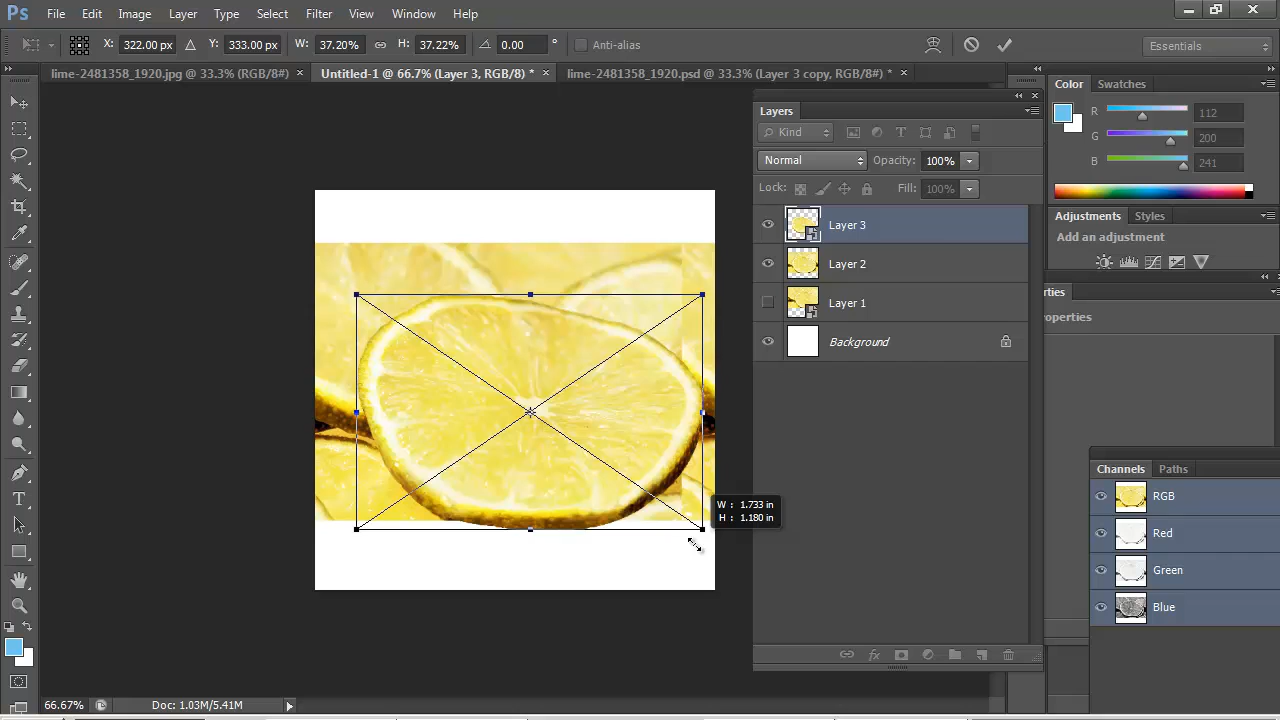 Ps File Edit Image Layer Type Select Filter View Window Help
X: 322.00 px Y: 333.00 px W: 37.20% H: 37.22% 0.00 ° Anti-alias Essentials
lime-2481358_1920.jpg @ 33.3% (RGB/8#) × Untitled-1 @ 66.7% (Layer 3, RGB/8) * × lime-2481358_1920.psd @ 33.3% (Layer 3 copy, RGB/8#) * ×
Layers
Kind
Normal Opacity: 100%
Lock: Fill: 100%
Layer 3
Layer 2
Layer 1
Background
Color Swatches
R 112
G 200
B 241
Adjustments Styles
Add an adjustment
rties
roperties
W : 1.733 in
H : 1.180 in
Channels Paths
RGB
Red
Green
Blue
66.67% Doc: 1.03M/5.41M